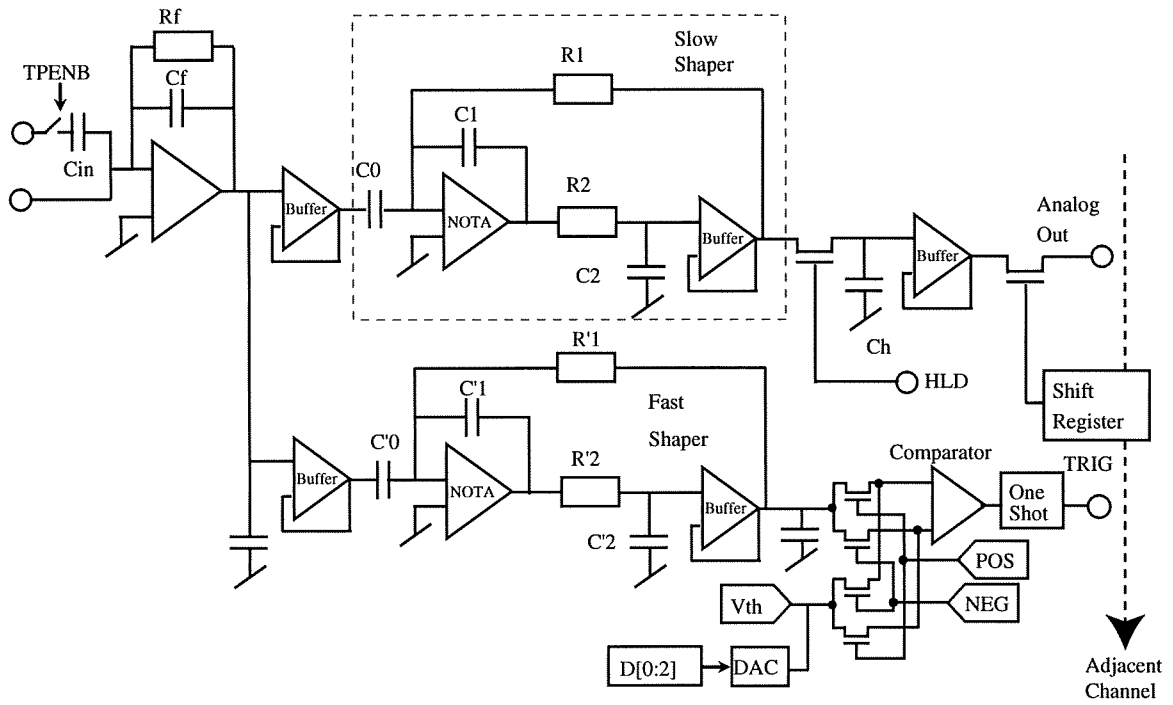 Rf
Slow
Shaper
R1
TPENB
Cf
C1
Cin
C0
R2
Buffer
NOTA
Buffer
Analog
Out
Buffer
C2
Ch
R'1
HLD
Shift
Register
C'1
Fast
Shaper
C'0
R'2
Comparator
TRIG
Buffer
NOTA
Buffer
One
Shot
C'2
POS
Vth
NEG
D[0:2]
DAC
Adjacent
Channel